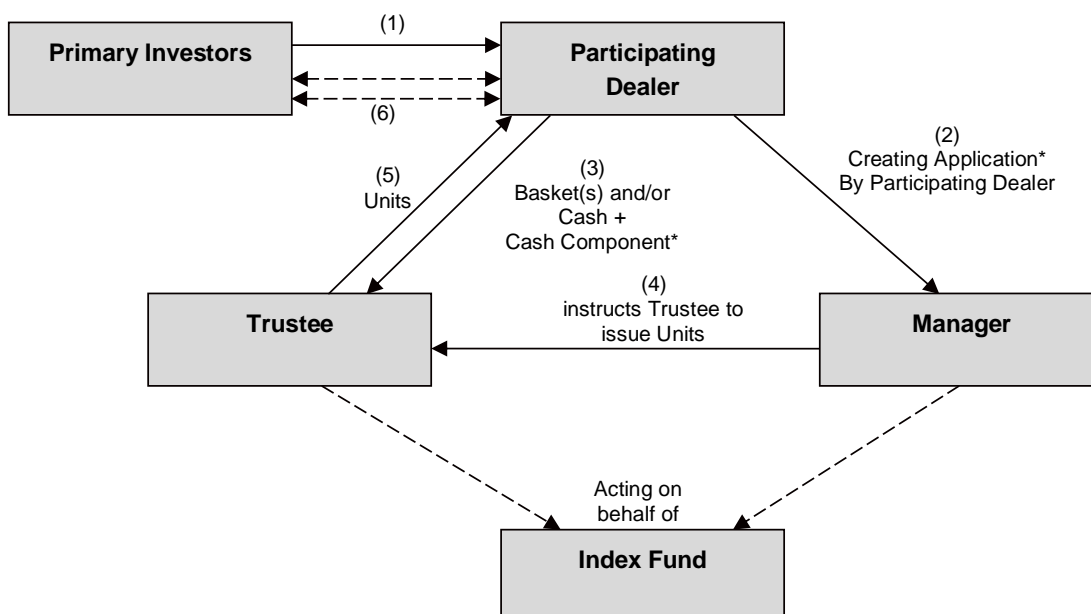 (1)
Primary Investors
Participating
Dealer
(6)
(2)
Creating Application*
By Participating Dealer
(5)
Units
(3)
Basket(s) and/or
Cash +
Cash Component*
(4)
instructs Trustee to
issue Units
Trustee
Manager
Acting on
behalf of
Index Fund